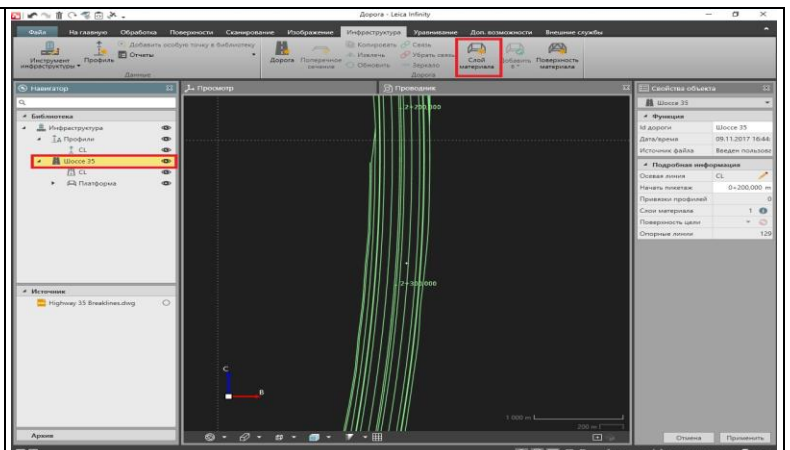 Дорога - Leica Infinity
Файл На главную Обработка Поверхности Сканирование Изображение Инфраструктура Уравнивание Доп. возможности Внешние службы
Инструмент инфраструктуры
Профиль
Добавить особую точку в библиотеку
Отчеты
Данные
Дорога
Поперечное сечение
Копировать
Извлечь
Обновить
Связь
Убрать связь
Зеркало
Слой материала
Добавить в
Поверхность материала
Дорога
Навигатор
Библиотека
Инфраструктура
Профили
CL
Шоссе 35
CL
Платформа
Источник
Highway 35 Breaklines.dwg
Архив
Просмотр
Проводник
2+200,000
2+300,000
С
В
1 000 m
200 m
Свойства объекта
Шоссе 35
Функция
Id дороги Шоссе 35
Дата/время 09.11.2017 16:44:
Источник файла Введен пользова
Подробная информация
Осевая линия CL
Начать пикетаж 0+200,000 m
Привязки профилей 0
Слои материала 1
Поверхность цели
Опорные линии 129
Отмена Применить